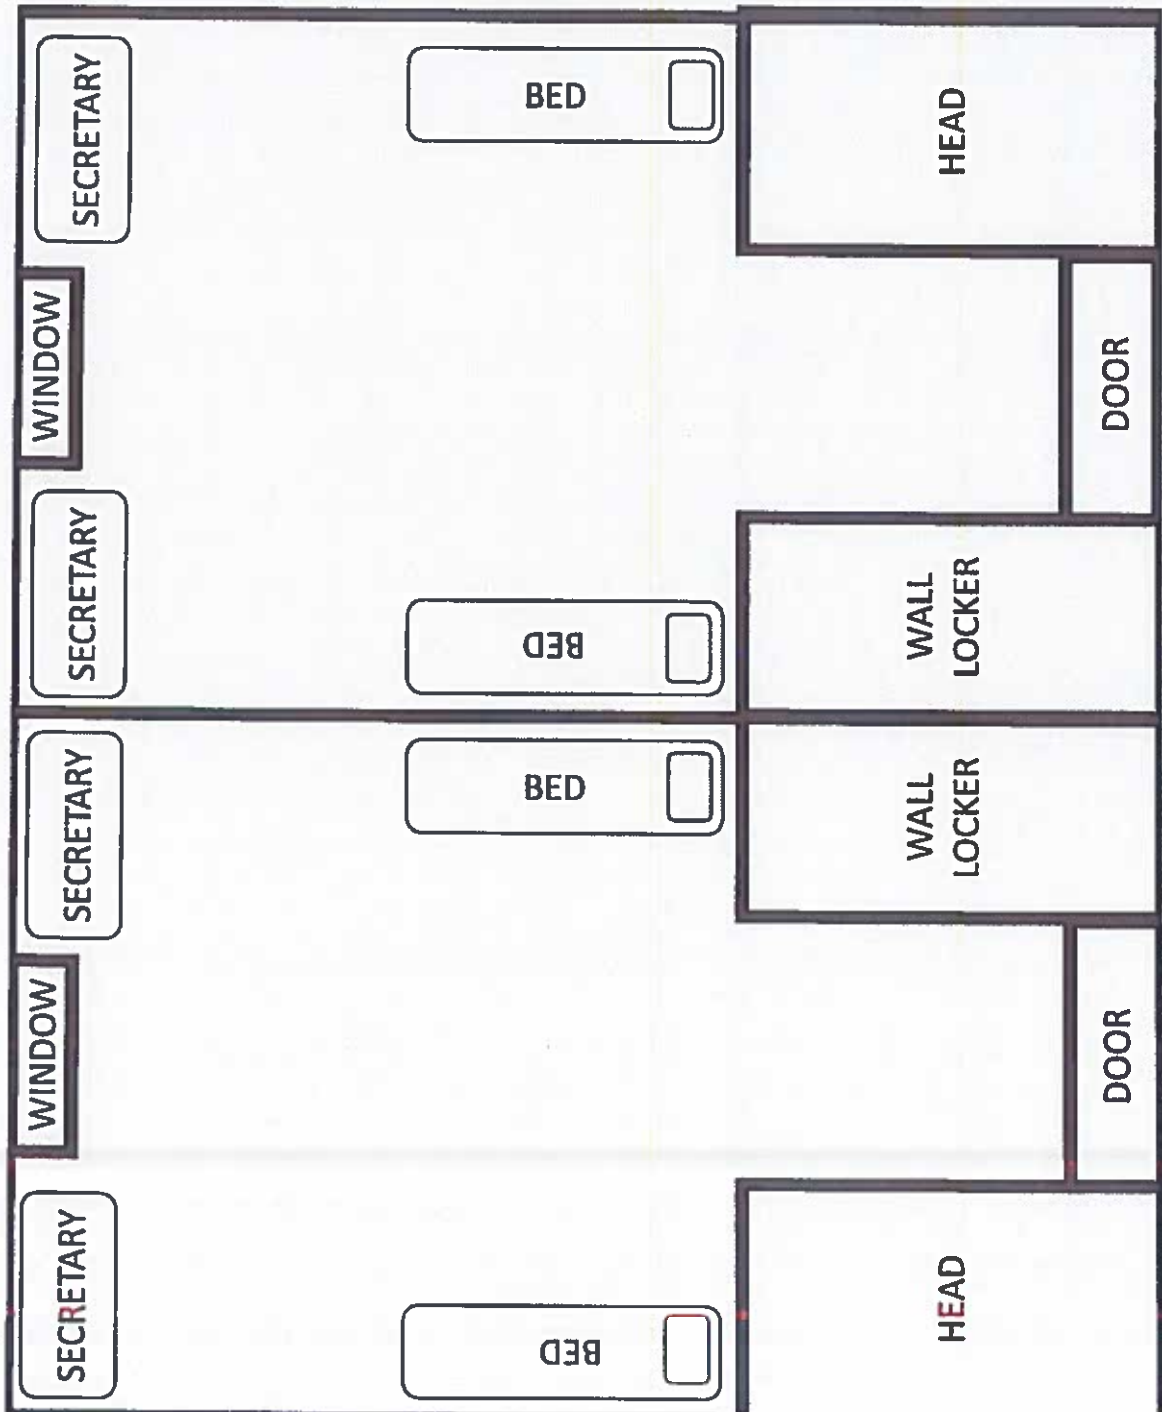 SECRETARY
WINDOW
SECRETARY
SECRETARY
WINDOW
SECRETARY
BED
BED
BED
BED
HEAD
WALL
LOCKER
WALL
LOCKER
HEAD
DOOR
DOOR